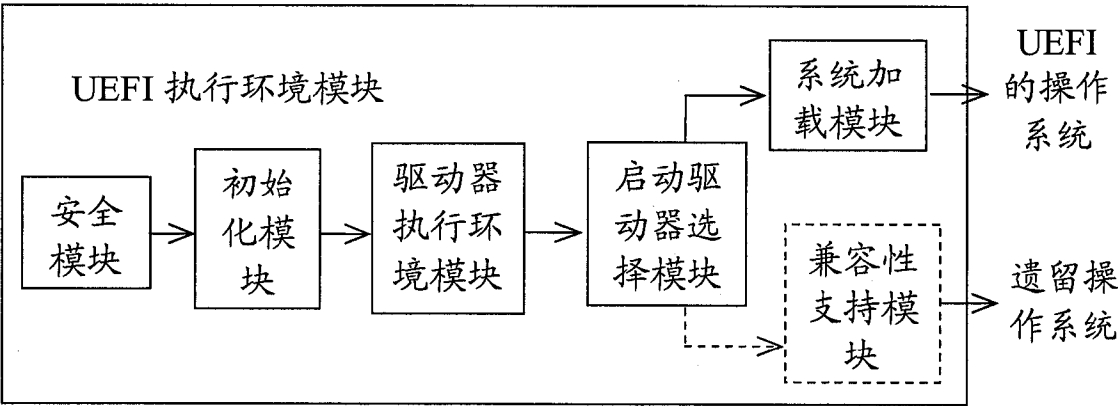 UEFI 执行环境模块
安全
模块
初始
化模
块
驱动器
执行环
境模块
启动驱
动器选
择模块
系统加
载模块
UEFI
的操作
系统
兼容性
支持模
块
遗留操
作系统